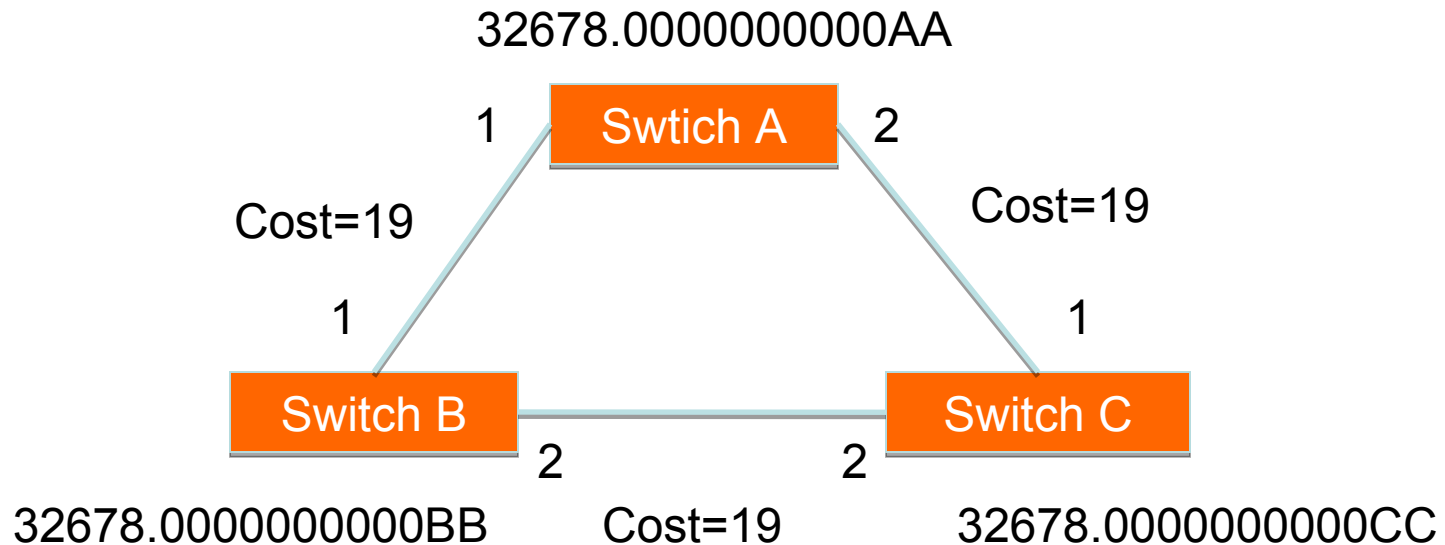 32678.0000000000AA
1 Swtich A 2
Cost=19 Cost=19
1 1
Switch B Switch C
2 2
32678.0000000000BB Cost=19 32678.0000000000CC